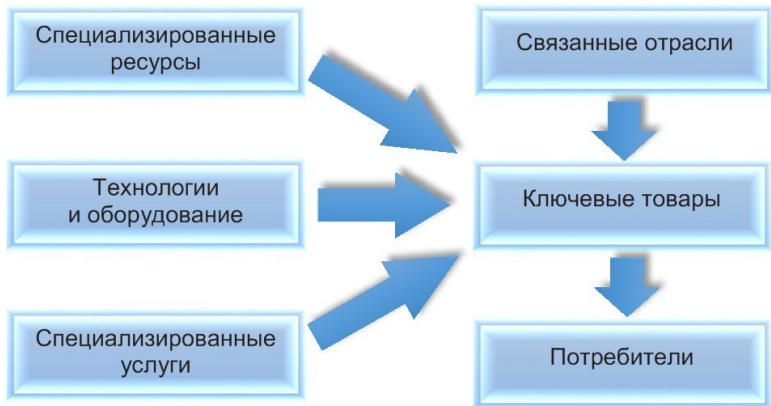 Специализированные
ресурсы
Связанные отрасли
Технологии
и оборудование
Ключевые товары
Специализированные
услуги
Потребители